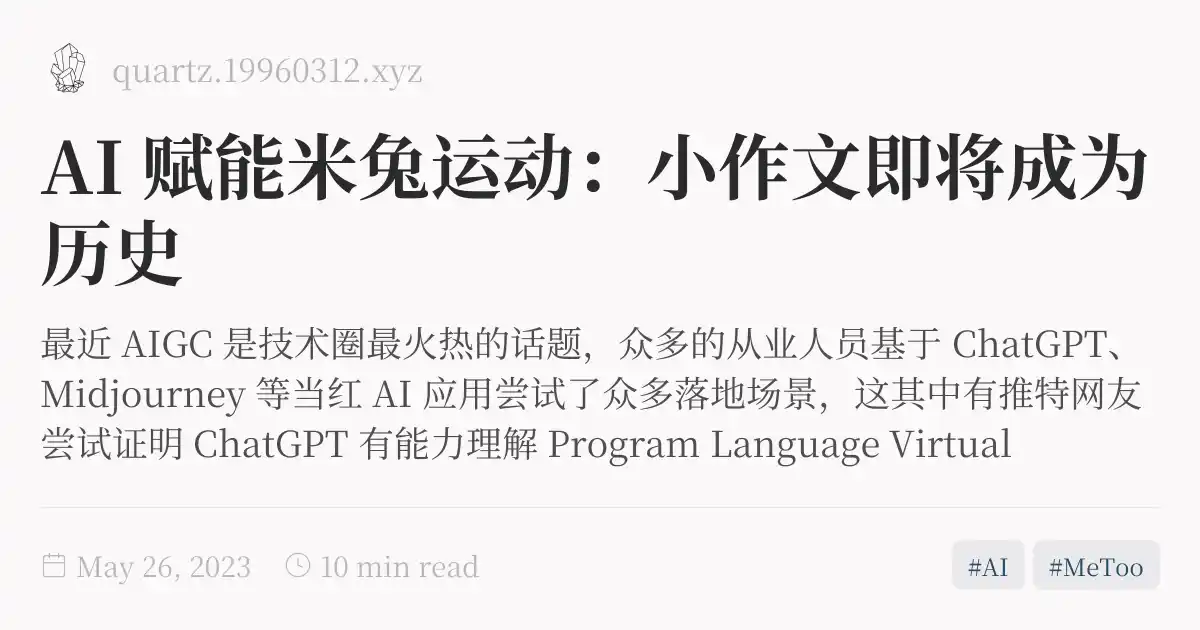 quartz.19960312.xyz
AI 赋能米兔运动：小作文即将成为
历史
最近 AIGC 是技术圈最火热的话题，众多的从业人员基于 ChatGPT、
Midjourney 等当红 AI 应用尝试了众多落地场景，这其中有推特网友
尝试证明 ChatGPT 有能力理解 Program Language Virtual
May 26, 2023 10 min read #AI #MeToo